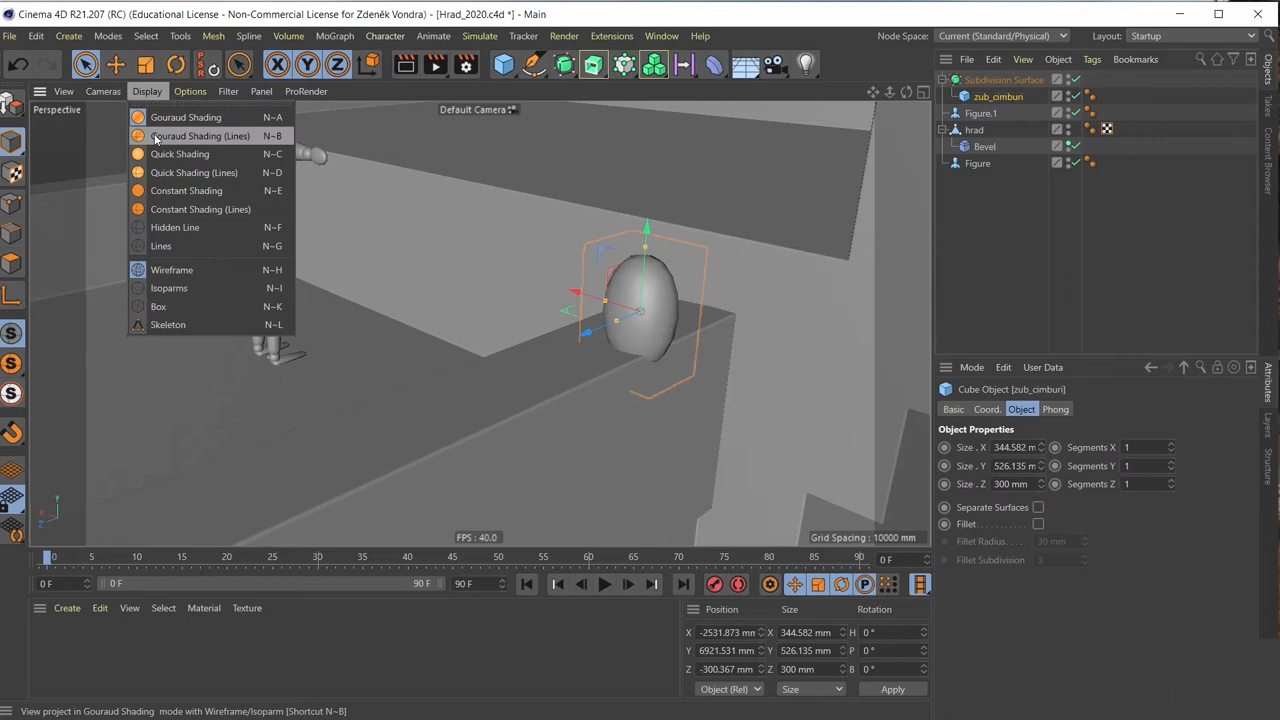 Cinema 4D R21.207 (RC) (Educational License - Non-Commercial License for Zdeněk Vondra) - [Hrad_2020.c4d *] - Main
File Edit Create Modes Select Tools Mesh Spline Volume MoGraph Character Animate Simulate Tracker Render Extensions Window Help
Node Space: Current (Standard/Physical) Layout: Startup
PSR
0
X Y Z
File Edit View Object Tags Bookmarks
View Cameras Display Options Filter Panel ProRender
Perspective
Default Camera
Gouraud Shading N~A
Gouraud Shading (Lines) N~B
Quick Shading N~C
Quick Shading (Lines) N~D
Constant Shading N~E
Constant Shading (Lines)
Hidden Line N~F
Lines N~G
Wireframe N~H
Isoparms N~I
Box N~K
Skeleton N~L
Subdivision Surface
zub_cimburi
Figure.1
hrad
Bevel
Figure
Objects
Takes
Content Browser
Attributes
Structure
Mode Edit User Data
Cube Object [zub_cimburi]
Basic Coord. Object Phong
Object Properties
Size . X 344.582 m Segments X 1
Size . Y 526.135 m Segments Y 1
Size . Z 300 mm Segments Z 1
Separate Surfaces
Fillet
Fillet Radius. 30 mm
Fillet Subdivision 3
Y
X
Z
FPS : 40.0
Grid Spacing : 10000 mm
0 5 10 15 20 25 30 35 40 45 50 55 60 65 70 75 80 85 90 0 F
0 F 0 F 90 F 90 F
Create Edit View Select Material Texture
Position Size Rotation
X -2531.873 mm X 344.582 mm H 0 °
Y 6921.531 mm Y 526.135 mm P 0 °
Z -300.367 mm Z 300 mm B 0 °
Object (Rel) Size Apply
View project in Gouraud Shading mode with Wireframe/Isoparm [Shortcut N~B]